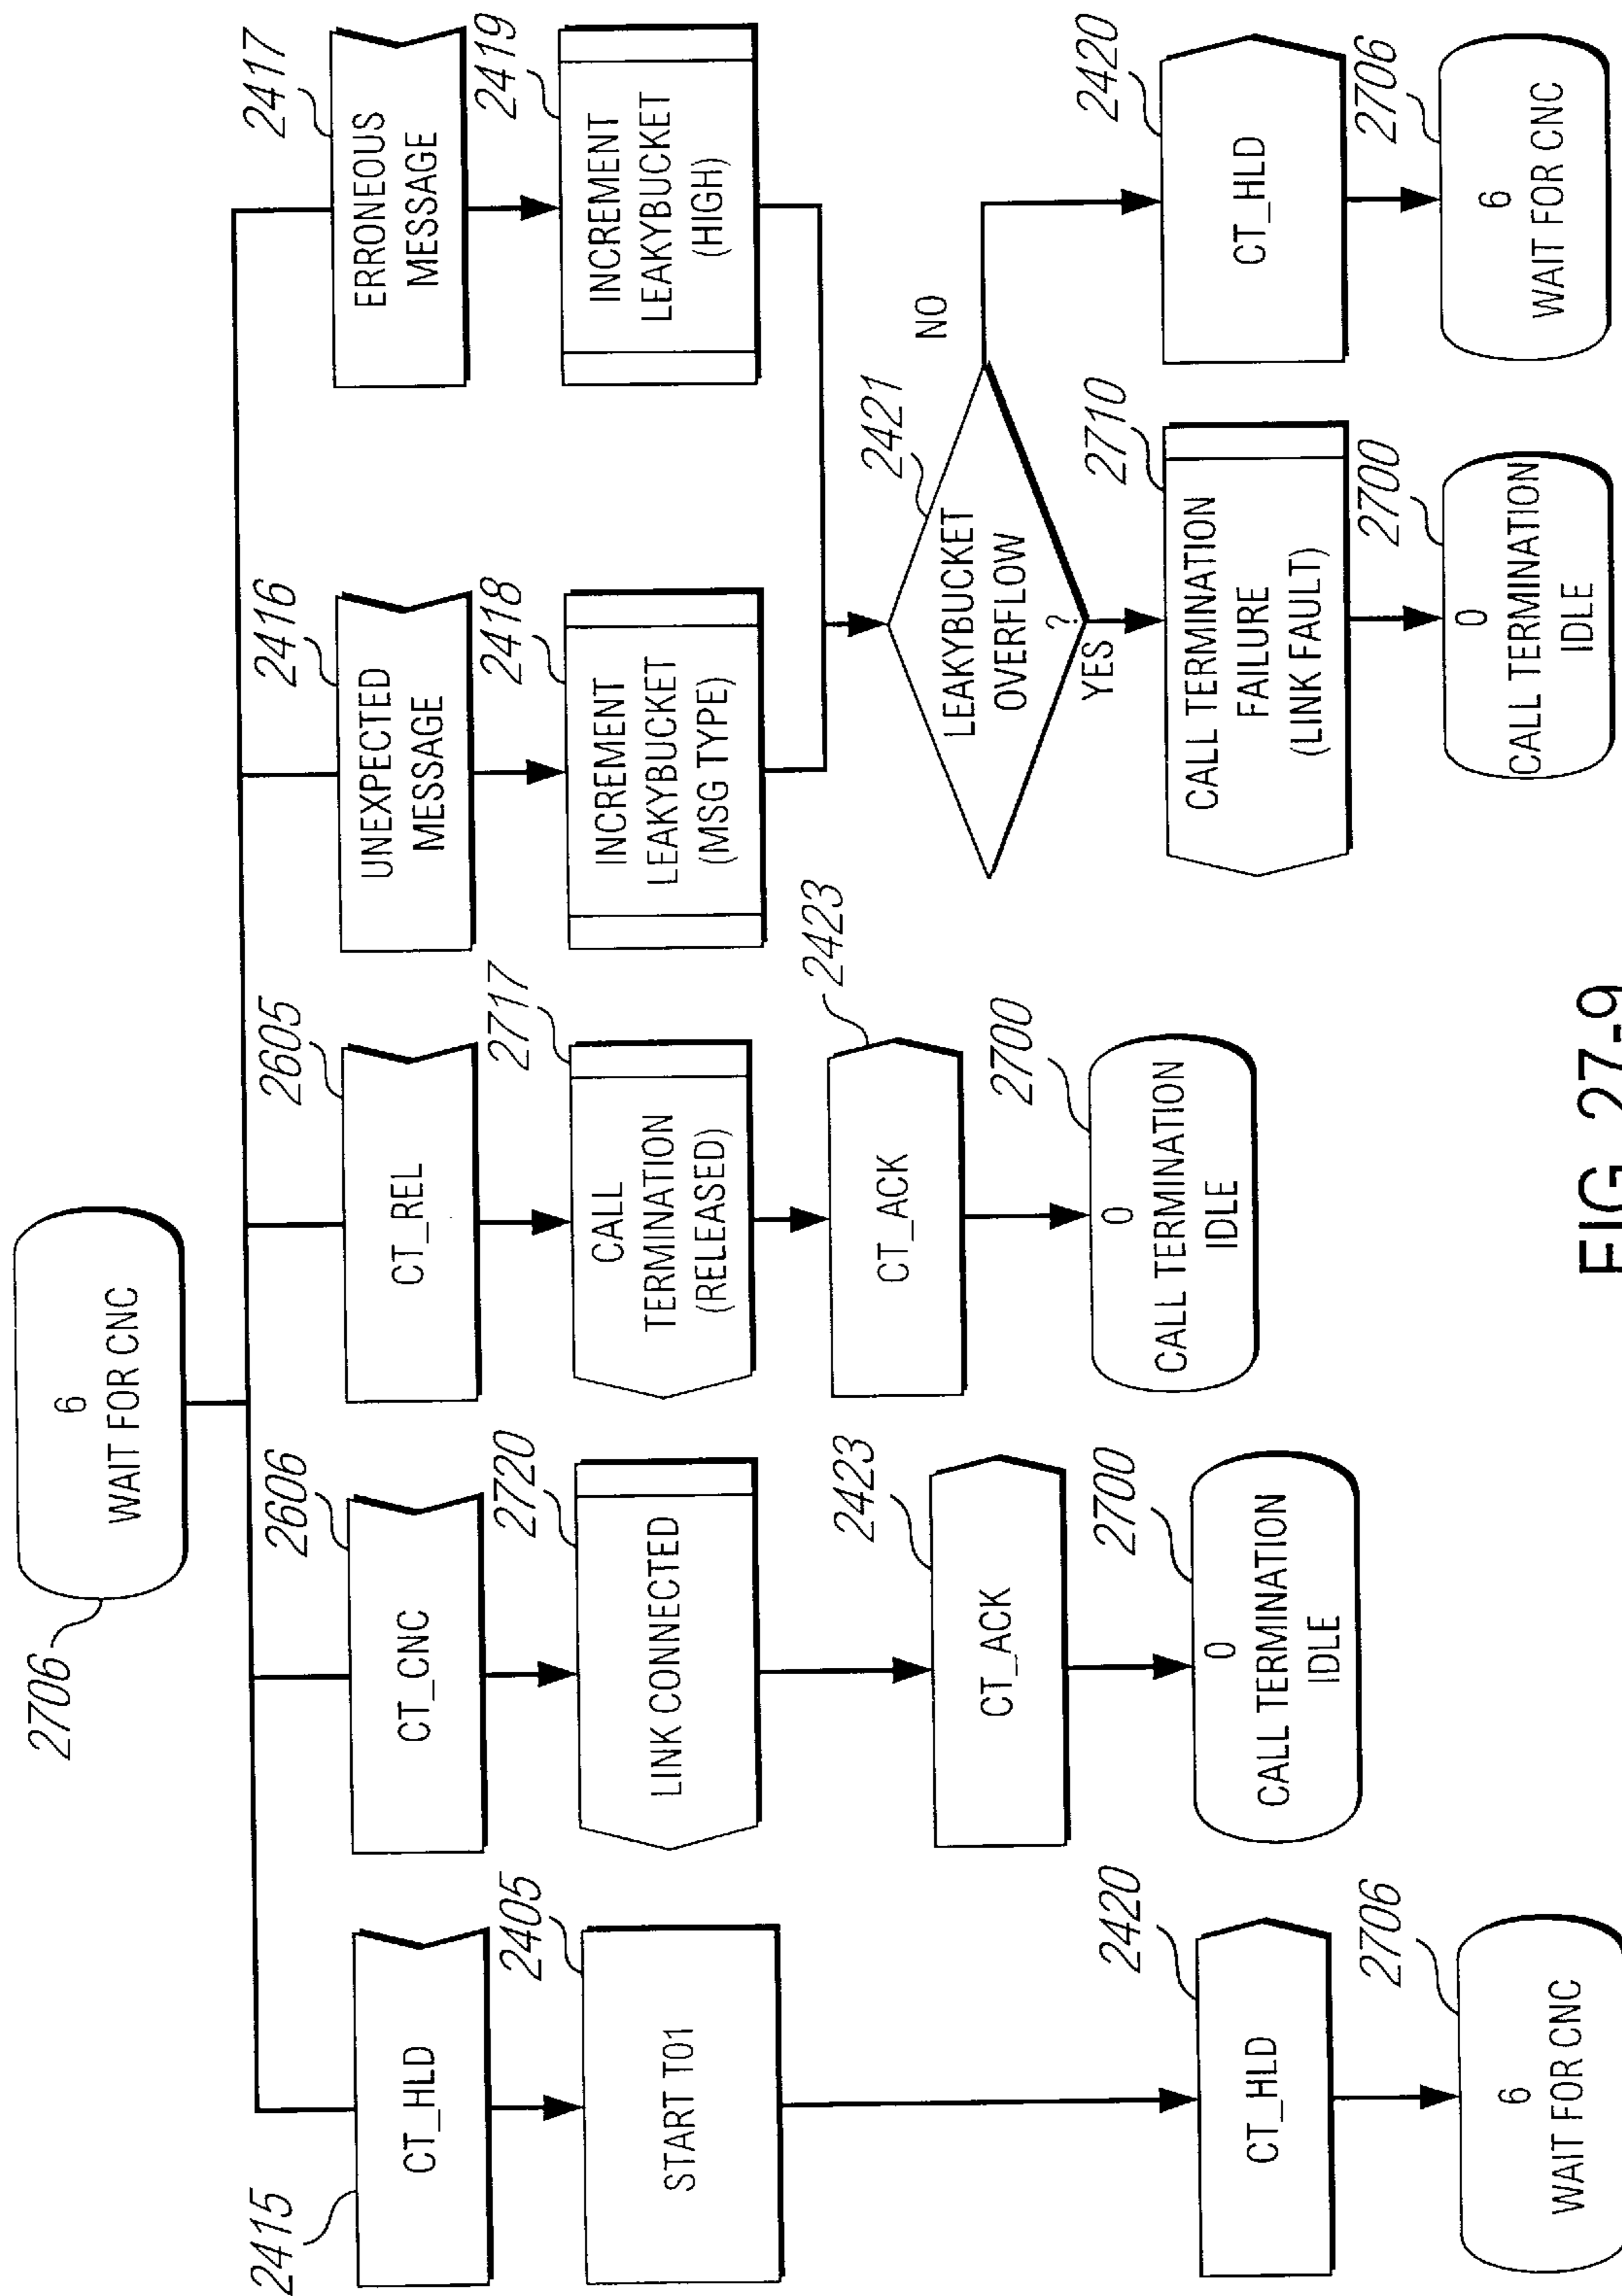 2706
6
WAIT FOR CNC
2415
CT_HLD
2405
START T01
2420
CT_HLD
2706
6
WAIT FOR CNC
2606
CT_CNC
2720
LINK CONNECTED
2423
CT_ACK
2700
0
CALL TERMINATION
IDLE
2605
CT_REL
2717
CALL
TERMINATION
(RELEASED)
2423
CT_ACK
2700
0
CALL TERMINATION
IDLE
2416
UNEXPECTED
MESSAGE
2418
INCREMENT
LEAKYBUCKET
(MSG TYPE)
2417
ERRONEOUS
MESSAGE
2419
INCREMENT
LEAKYBUCKET
(HIGH)
2421
LEAKYBUCKET
OVERFLOW
?
YES
NO
2710
CALL TERMINATION
FAILURE
(LINK FAULT)
2700
0
CALL TERMINATION
IDLE
2420
CT_HLD
2706
6
WAIT FOR CNC
FIG. 27-9